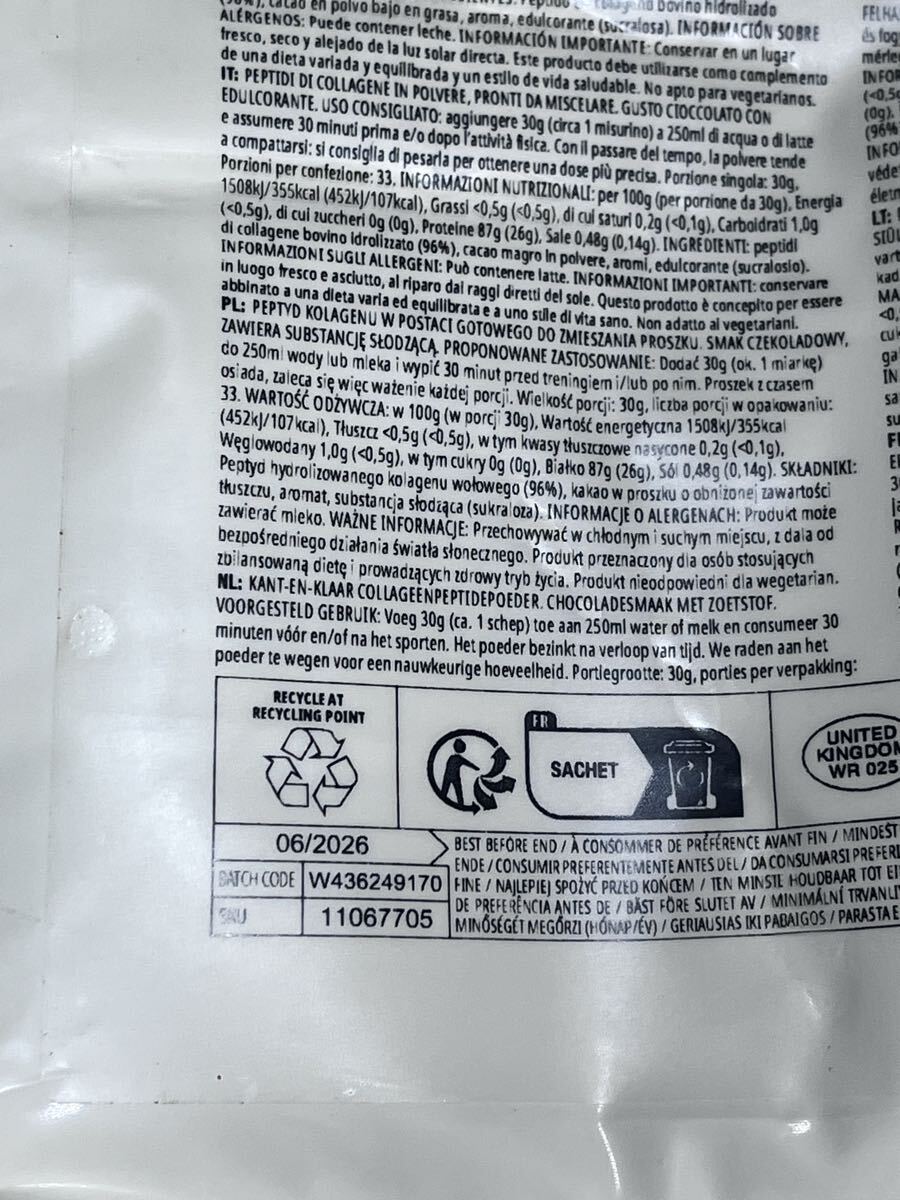 cacao en polvo bajo en grasa, aroma, edulcorante (sucralosa). INFORMACIÓN SOBRE
ALÉRGENOS: Puede contener leche. INFORMACIÓN IMPORTANTE: Conservar en un lugar
fresco, seco y alejado de la luz solar directa. Este producto debe utilizarse como complemento
de una dieta variada y equilibrada y un estilo de vida saludable. No apto para vegetarianos.
IT: PEPTIDI DI COLLAGENE IN POLVERE, PRONTI DA MISCELARE. GUSTO CIOCCOLATO CON
EDULCORANTE. USO CONSIGLIATO: aggiungere 30g (circa 1 misurino) a 250ml di acqua o di latte
e assumere 30 minuti prima e/o dopo l'attività fisica. Con il passare del tempo, la polvere tende
a compattarsi: si consiglia di pesarla per ottenere una dose più precisa. Porzione singola: 30g,
Porzioni per confezione: 33. INFORMAZIONI NUTRIZIONALI: per 100g (per porzione da 30g), Energia
1508kJ/355kcal (452kJ/107kcal), Grassi <0,5g (<0,5g), di cui saturi 0,2g (<0,1g), Carboidrati 1,0g
(<0,5g), di cui zuccheri 0g (0g), Proteine 87g (26g), Sale 0,48g (0,14g). INGREDIENTI: peptidi
di collagene bovino idrolizzato (96%), cacao magro in polvere, aromi, edulcorante (sucralosio).
INFORMAZIONI SUGLI ALLERGENI: Può contenere latte. INFORMAZIONI IMPORTANTI: conservare
in luogo fresco e asciutto, al riparo dai raggi diretti del sole. Questo prodotto è concepito per essere
abbinato a una dieta varia ed equilibrata e a uno stile di vita sano. Non adatto ai vegetariani.
PL: PEPTYD KOLAGENU W POSTACI GOTOWEGO DO ZMIESZANIA PROSZKU. SMAK CZEKOLADOWY,
ZAWIERA SUBSTANCJĘ SŁODZĄCĄ. PROPONOWANE ZASTOSOWANIE: Dodać 30g (ok. 1 miarkę)
do 250ml wody lub mleka i wypić 30 minut przed treningiem i/lub po nim. Proszek z czasem
osiada, zaleca się więc ważenie każdej porcji. Wielkość porcji: 30g, liczba porcji w opakowaniu:
33. WARTOŚĆ ODŻYWCZA: w 100g (w porcji 30g), Wartość energetyczna 1508kJ/355kcal
(452kJ/107kcal), Tłuszcz <0,5g (<0,5g), w tym kwasy tłuszczowe nasycone 0,2g (<0,1g),
Węglowodany 1,0g (<0,5g), w tym cukry 0g (0g), Białko 87g (26g), Sól 0,48g (0,14g). SKŁADNIKI:
Peptyd hydrolizowanego kolagenu wołowego (96%), kakao w proszku o obniżonej zawartości
tłuszczu, aromat, substancja słodząca (sukraloza). INFORMACJE O ALERGENACH: Produkt może
zawierać mleko. WAŻNE INFORMACJE: Przechowywać w chłodnym i suchym miejscu, z dala od
bezpośredniego działania światła słonecznego. Produkt przeznaczony dla osób stosujących
zbilansowaną dietę i prowadzących zdrowy tryb życia. Produkt nieodpowiedni dla wegetarian.
NL: KANT-EN-KLAAR COLLAGEENPEPTIDEPOEDER. CHOCOLADESMAAK MET ZOETSTOF.
VOORGESTELD GEBRUIK: Voeg 30g (ca. 1 schep) toe aan 250ml water of melk en consumeer 30
minuten vóór en/of na het sporten. Het poeder bezinkt na verloop van tijd. We raden aan het
poeder te wegen voor een nauwkeurige hoeveelheid. Portiegrootte: 30g, porties per verpakking:
RECYCLE AT
RECYCLING POINT
FR
SACHET
UNITED
KINGDOM
WR 025
06/2026
BATCH CODE W436249170
SKU 11067705
BEST BEFORE END / À CONSOMMER DE PRÉFÉRENCE AVANT FIN / MINDEST
ENDE / CONSUMIR PREFERENTEMENTE ANTES DEL / DA CONSUMARSI PREFERI
FINE / NAJLEPIEJ SPOŻYĆ PRZED KOŃCEM / TEN MINSTE HOUDBAAR TOT EI
DE PREFERÊNCIA ANTES DE / BÄST FÖRE SLUTET AV / MINIMÁLNÍ TRVANLIV
MINŐSÉGÉT MEGŐRZI (HÓNAP/ÉV) / GERIAUSIAS IKI PABAIGOS / PARASTA E